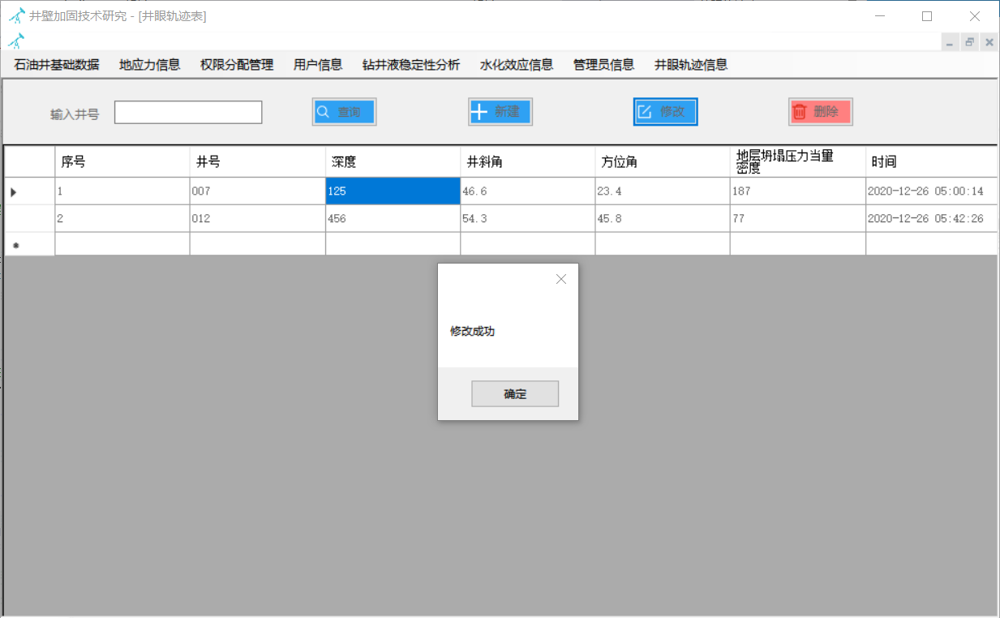 井壁加固技术研究 - [井眼轨迹表]
石油井基础数据 地应力信息 权限分配管理 用户信息 钻井液稳定性分析 水化效应信息 管理员信息 井眼轨迹信息
输入井号 查询 新建 修改 删除
序号 井号 深度 井斜角 方位角 地层坍塌压力当量 时间
密度
1 007 125 46.6 23.4 187 2020-12-26 05:00:14
2 012 456 54.3 45.8 77 2020-12-26 05:42:26
修改成功
确定